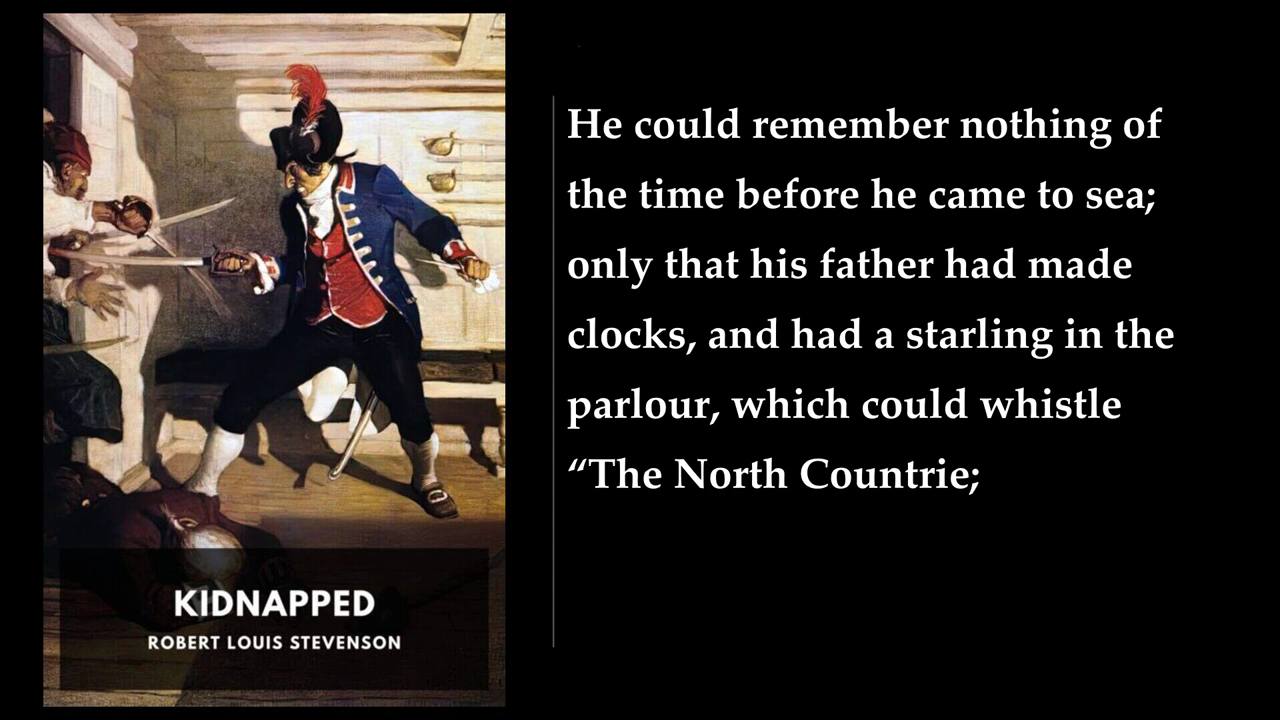 KIDNAPPED
ROBERT LOUIS STEVENSON
He could remember nothing of
the time before he came to sea;
only that his father had made
clocks, and had a starling in the
parlour, which could whistle
“The North Countrie;